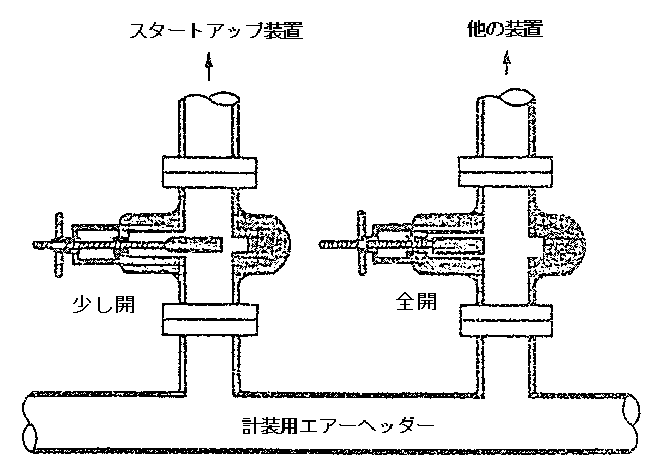 スタートアップ装置
他の装置
少し開
全開
計装用エアーヘッダー